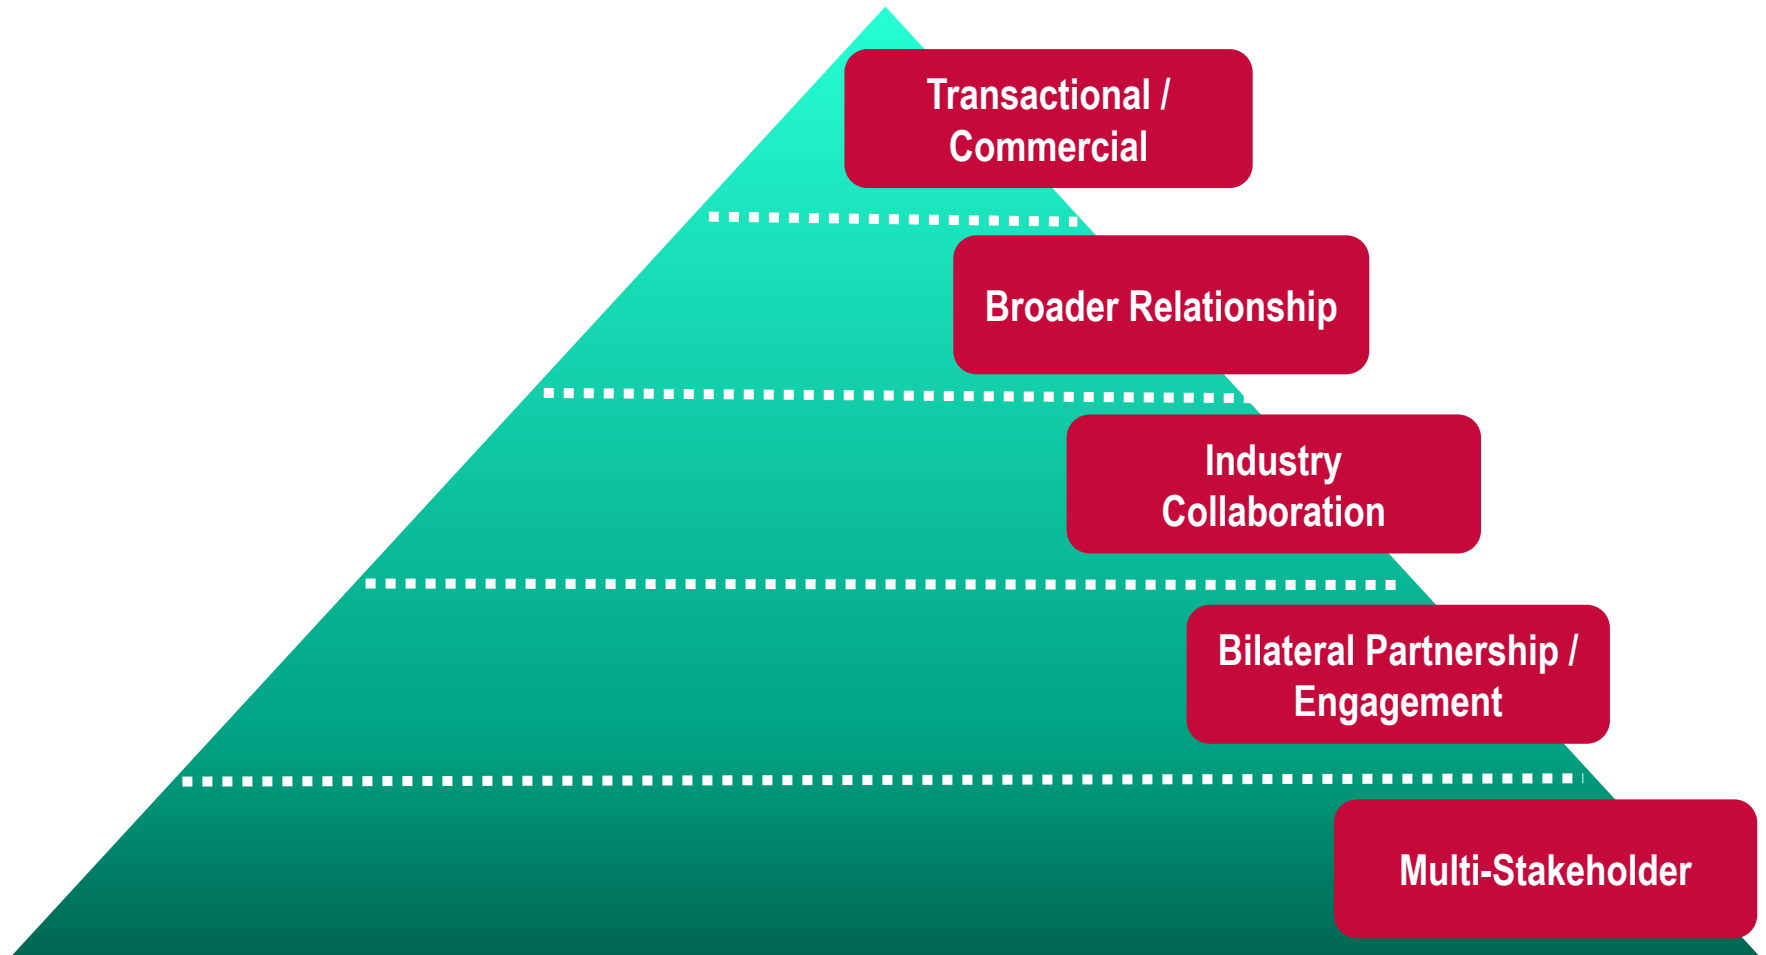 Transactional /
Commercial
Broader Relationship
Industry
Collaboration
Bilateral Partnership /
Engagement
Multi-Stakeholder